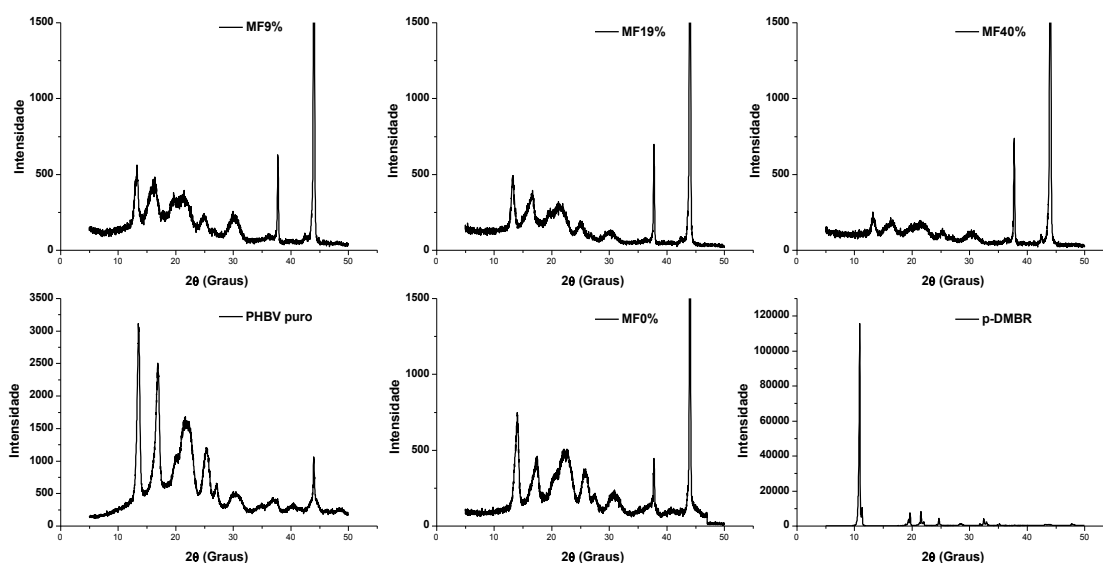 MF9%
1500
1000
500
0
Intensidade
0 10 20 30 40 50
2θ (Graus)
MF19%
1500
1000
500
0
Intensidade
0 10 20 30 40 50
2θ (Graus)
MF40%
1500
1000
500
0
Intensidade
0 10 20 30 40 50
2θ (Graus)
PHBV puro
3500
3000
2500
2000
1500
1000
500
0
Intensidade
0 10 20 30 40 50
2θ (Graus)
MF0%
1500
1000
500
0
Intensidade
0 10 20 30 40 50
2θ (Graus)
p-DMBR
120000
100000
80000
60000
40000
20000
0
Intensidade
0 10 20 30 40 50
2θ (Graus)